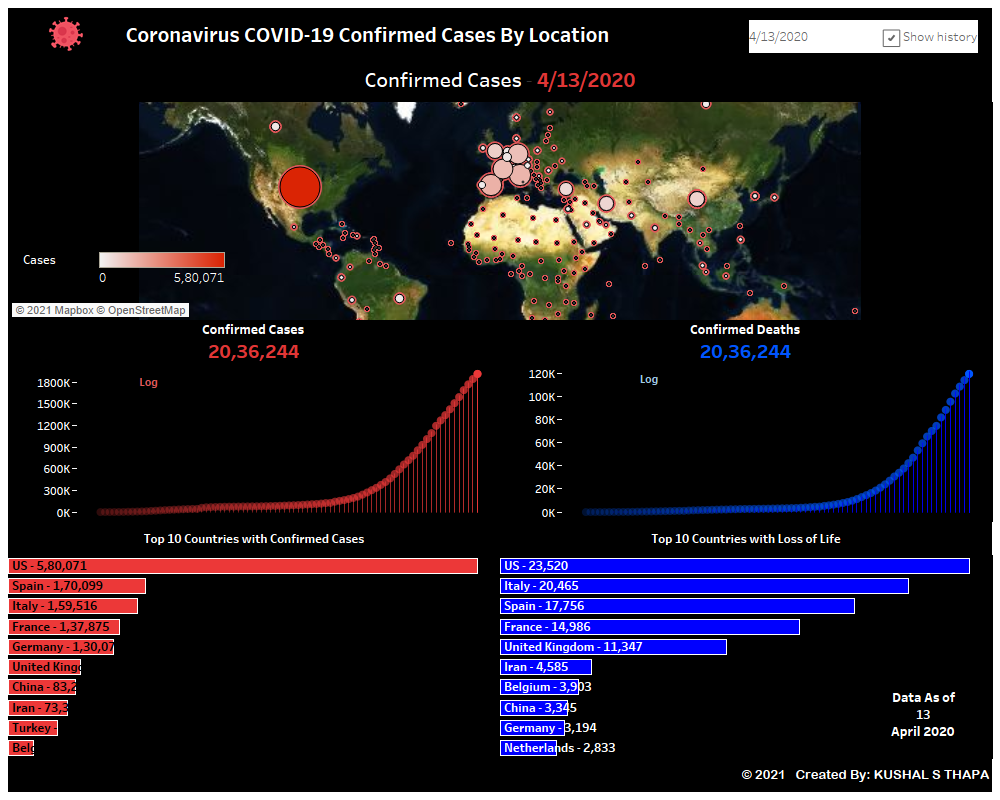 Coronavirus COVID-19 Confirmed Cases By Location
4/13/2020
Show history
Confirmed Cases - 4/13/2020
Cases
0
5,80,071
© 2021 Mapbox © OpenStreetMap
Confirmed Cases
20,36,244
Log
1800K
1500K
1200K
900K
600K
300K
0K
Confirmed Deaths
20,36,244
Log
120K
100K
80K
60K
40K
20K
0K
Top 10 Countries with Confirmed Cases
US - 5,80,071
Spain - 1,70,099
Italy - 1,59,516
France - 1,37,875
Germany - 1,30,07
United King
China - 83,2
Iran - 73,3
Turkey -
Belg
Top 10 Countries with Loss of Life
US - 23,520
Italy - 20,465
Spain - 17,756
France - 14,986
United Kingdom - 11,347
Iran - 4,585
Belgium - 3,903
China - 3,345
Germany - 3,194
Netherlands - 2,833
Data As of
13
April 2020
© 2021 Created By: KUSHAL S THAPA